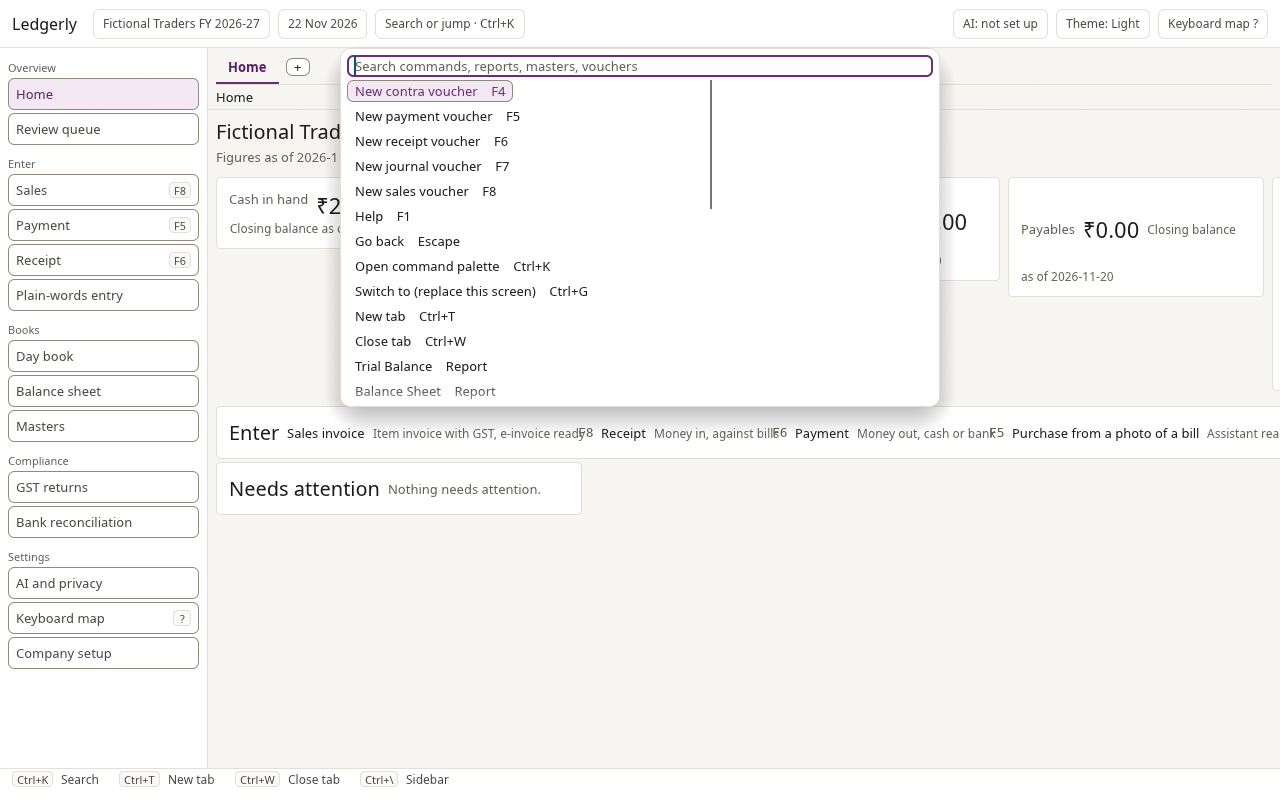 Ledgerly
Fictional Traders FY 2026-27
22 Nov 2026
Search or jump · Ctrl+K
AI: not set up
Theme: Light
Keyboard map ?
Overview
Home
Review queue
Enter
Sales F8
Payment F5
Receipt F6
Plain-words entry
Books
Day book
Balance sheet
Masters
Compliance
GST returns
Bank reconciliation
Settings
AI and privacy
Keyboard map ?
Company setup
Home +
Home
Fictional Trad
Figures as of 2026-1
Cash in hand ₹2
Closing balance as
.00
Payables ₹0.00 Closing balance
as of 2026-11-20
Search commands, reports, masters, vouchers
New contra voucher F4
New payment voucher F5
New receipt voucher F6
New journal voucher F7
New sales voucher F8
Help F1
Go back Escape
Open command palette Ctrl+K
Switch to (replace this screen) Ctrl+G
New tab Ctrl+T
Close tab Ctrl+W
Trial Balance Report
Balance Sheet Report
Enter Sales invoice Item invoice with GST, e-invoice ready F8 Receipt Money in, against bills F6 Payment Money out, cash or bank F5 Purchase from a photo of a bill Assistant rea
Needs attention Nothing needs attention.
Ctrl+K Search Ctrl+T New tab Ctrl+W Close tab Ctrl+\ Sidebar